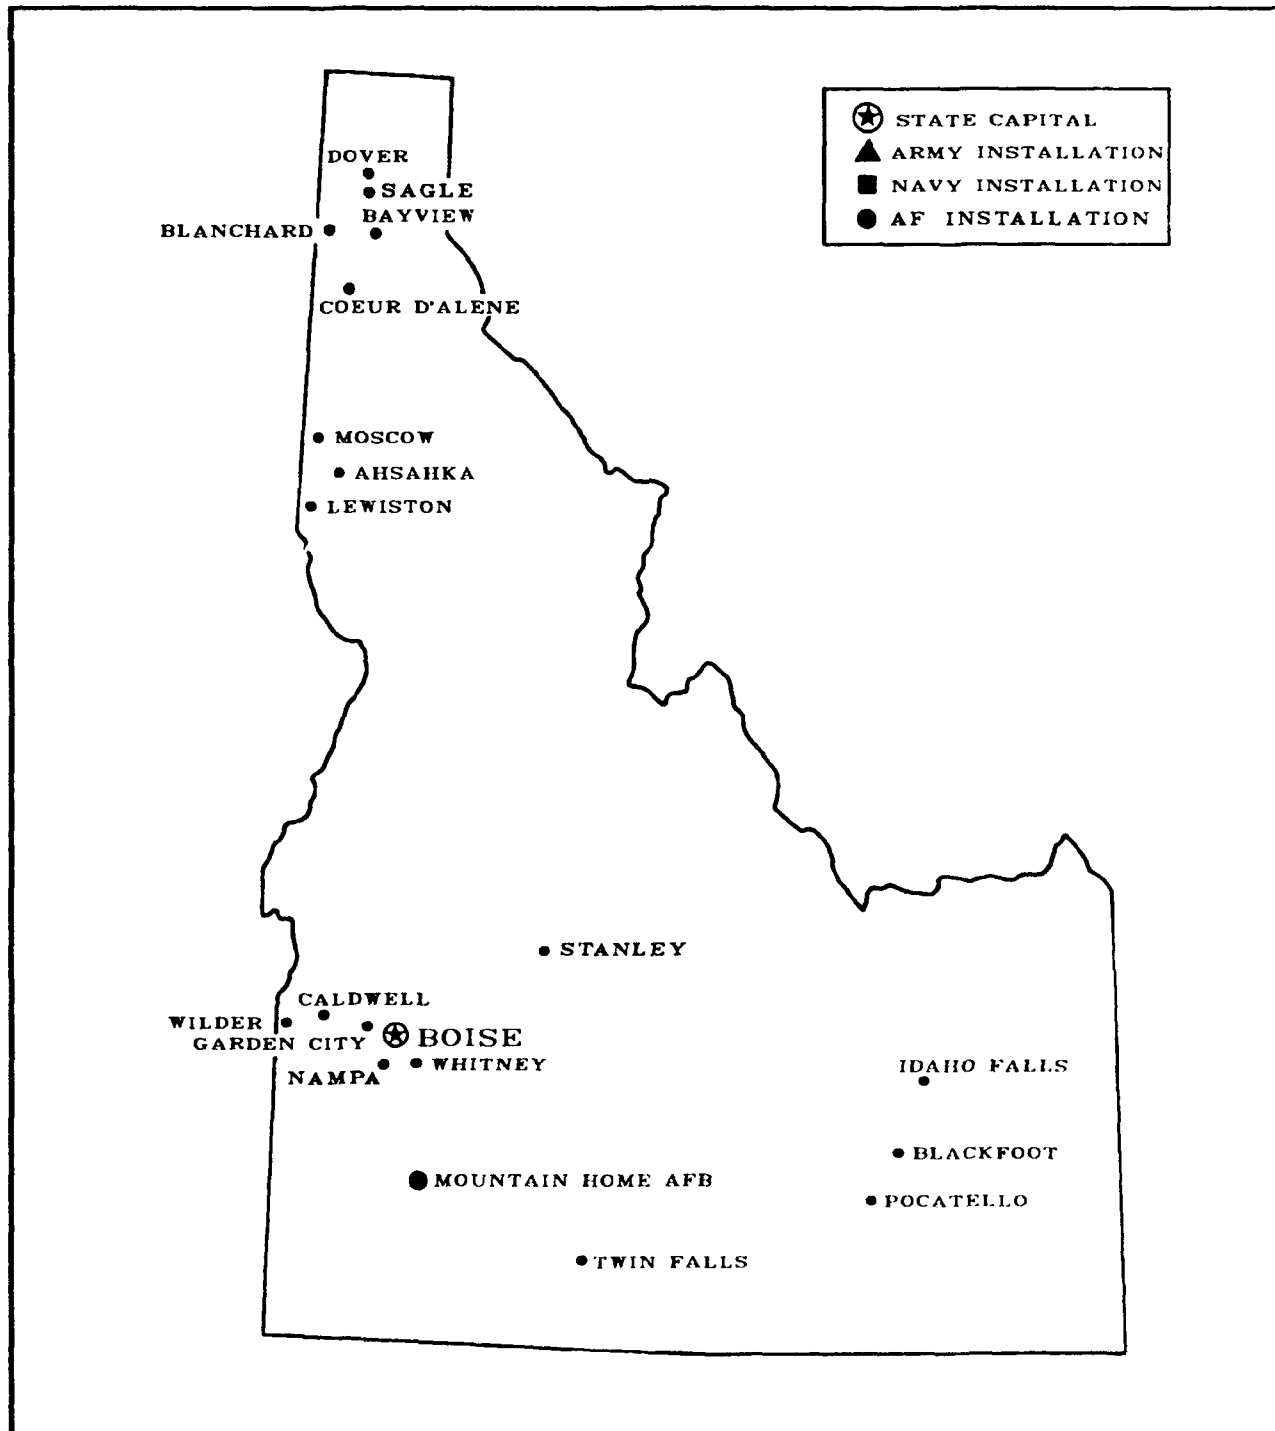 STATE CAPITAL
ARMY INSTALLATION
NAVY INSTALLATION
AF INSTALLATION
DOVER
SAGLE
BAYVIEW
BLANCHARD
COEUR D'ALENE
MOSCOW
AHSAHKA
LEWISTON
STANLEY
CALDWELL
WILDER
GARDEN CITY
BOISE
WHITNEY
NAMPA
IDAHO FALLS
BLACKFOOT
MOUNTAIN HOME AFB
POCATELLO
TWIN FALLS